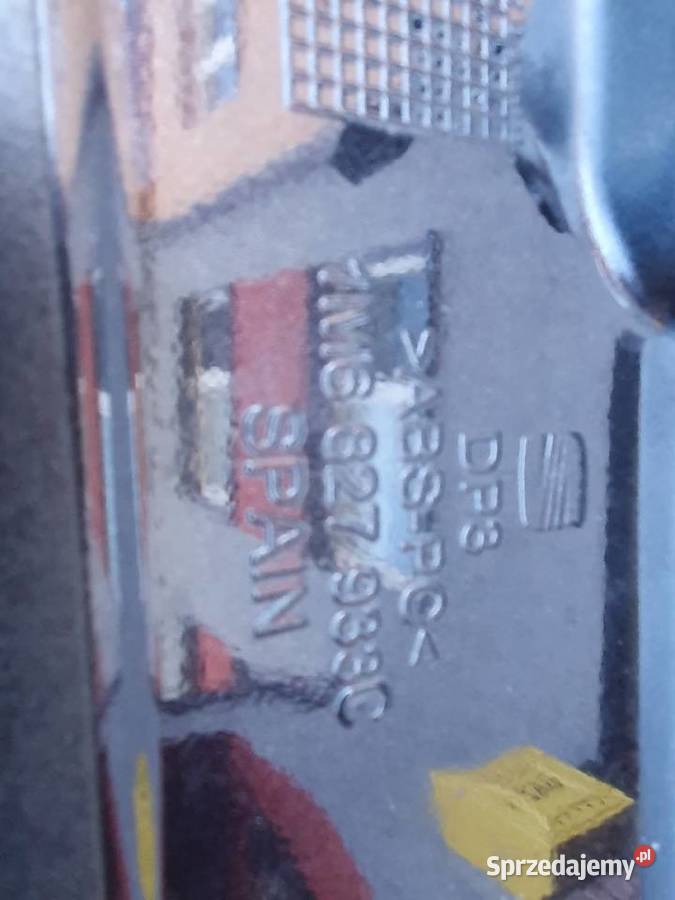 DP8
>ABS-PC<
1M6 827 933C
SPAIN
Sprzedajemy.pl